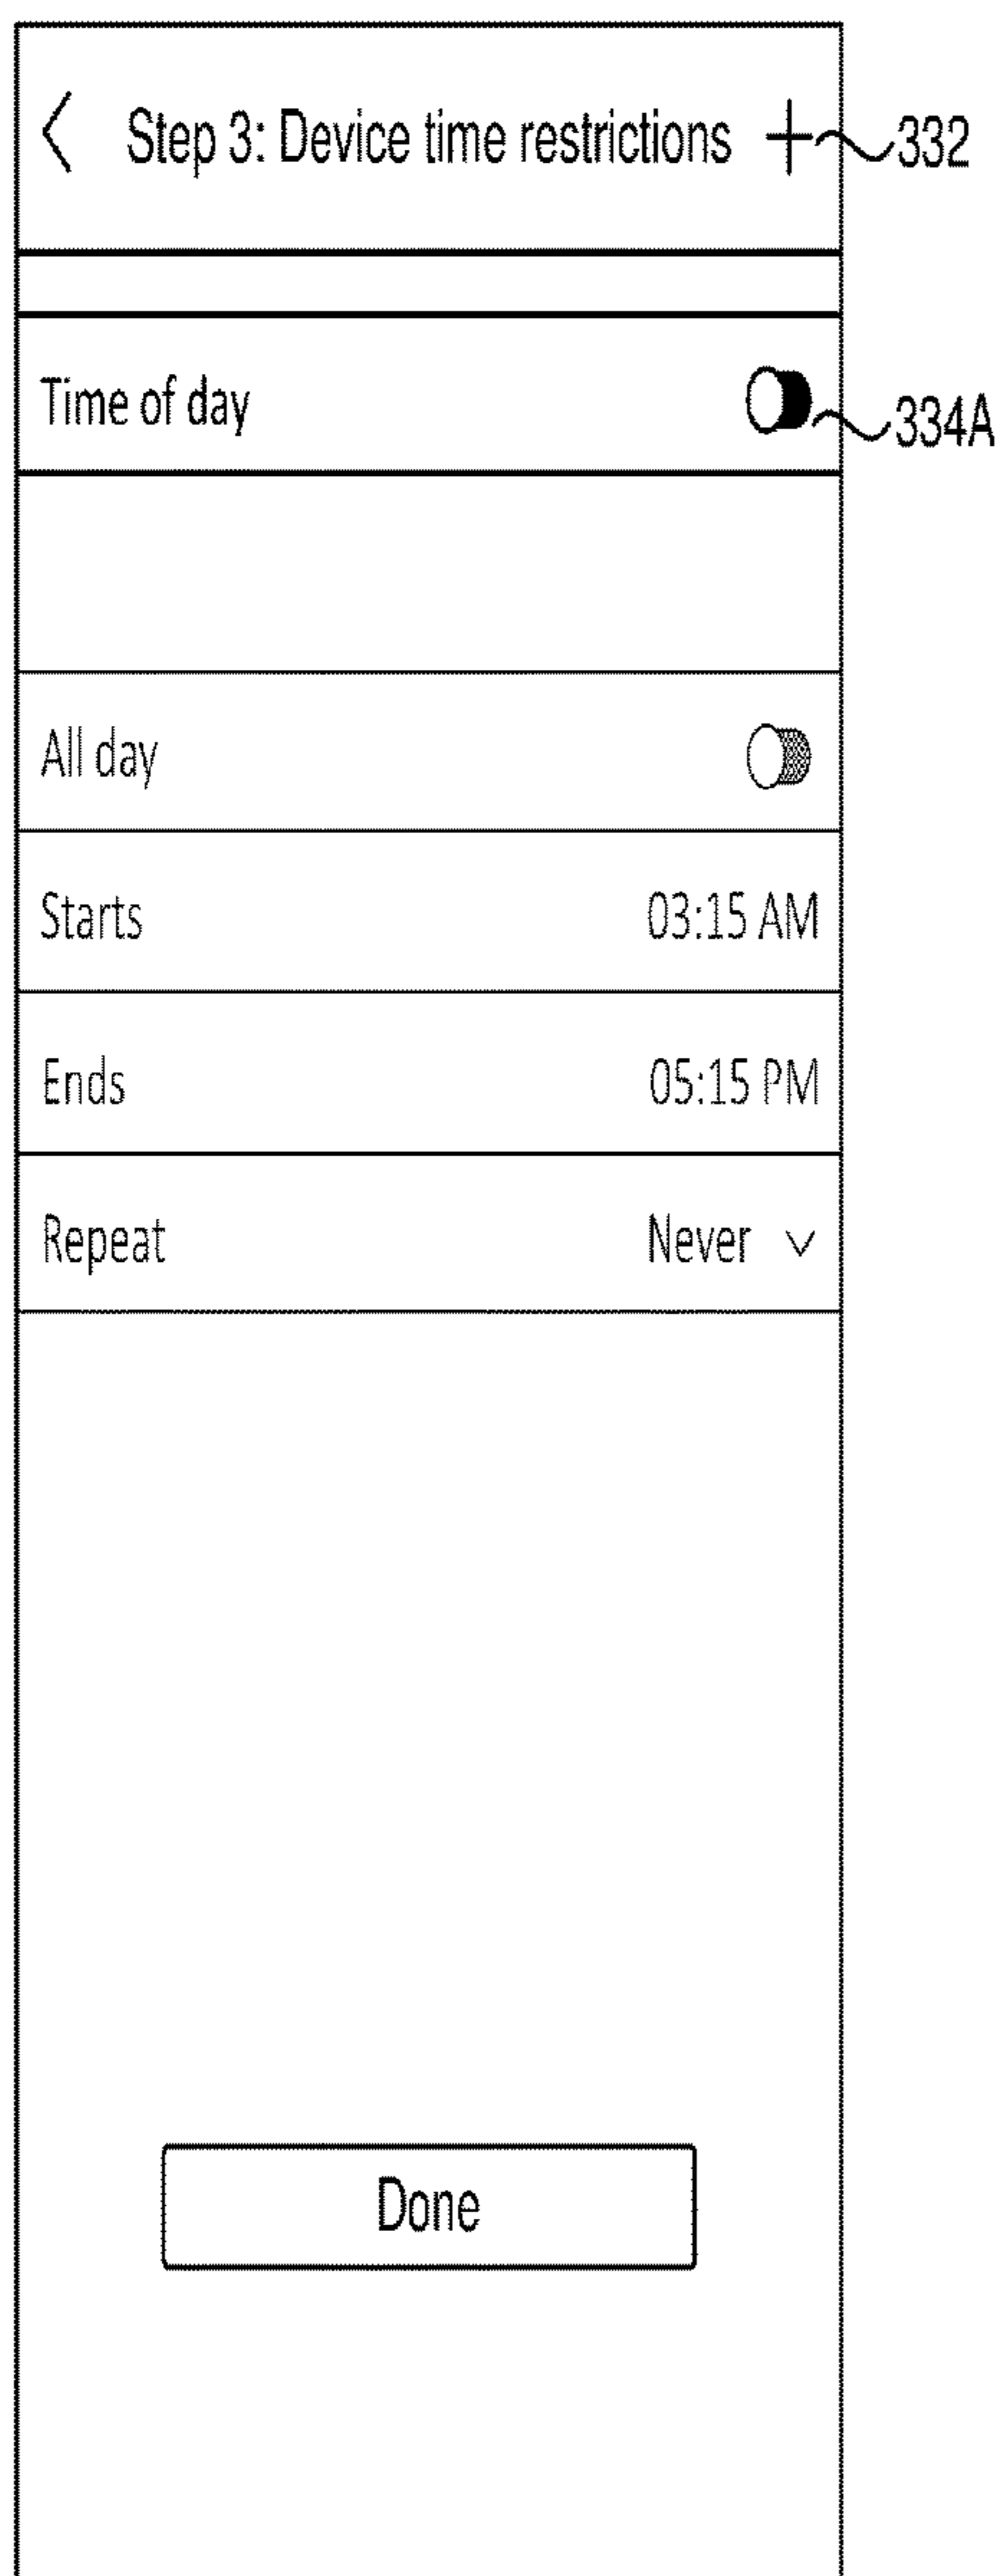 Step 3: Device time restrictions + 332
Time of day 334A
All day
Starts 03:15 AM
Ends 05:15 PM
Repeat Never
Done